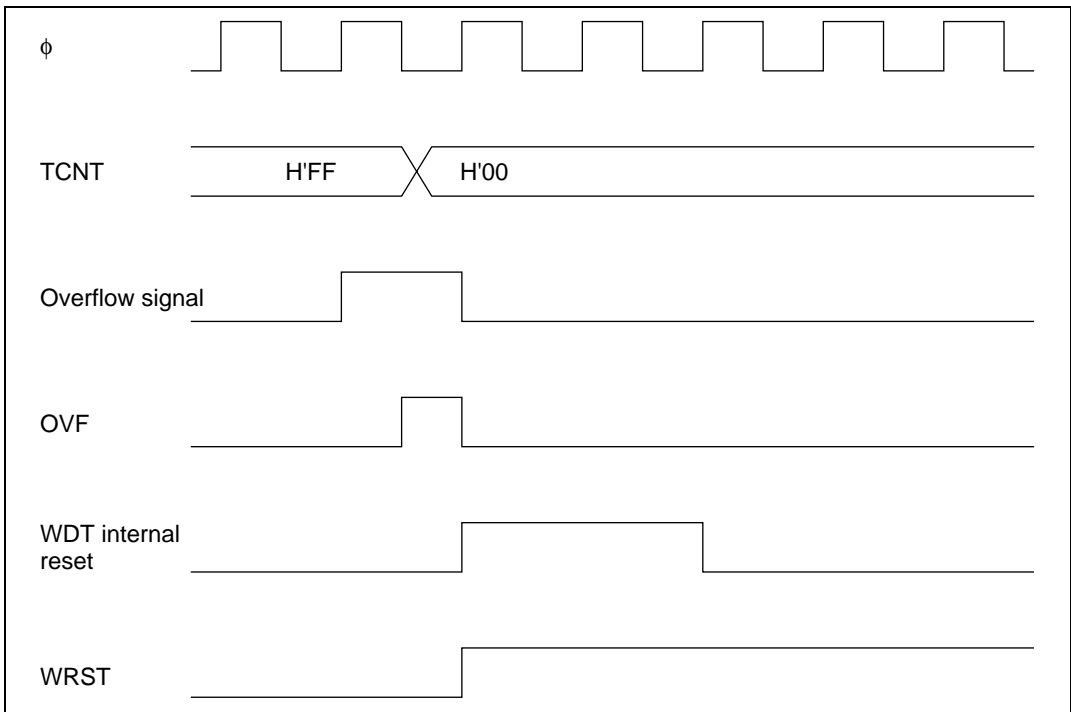 φ
TCNT
H'FF
H'00
Overflow signal
OVF
WDT internal
reset
WRST